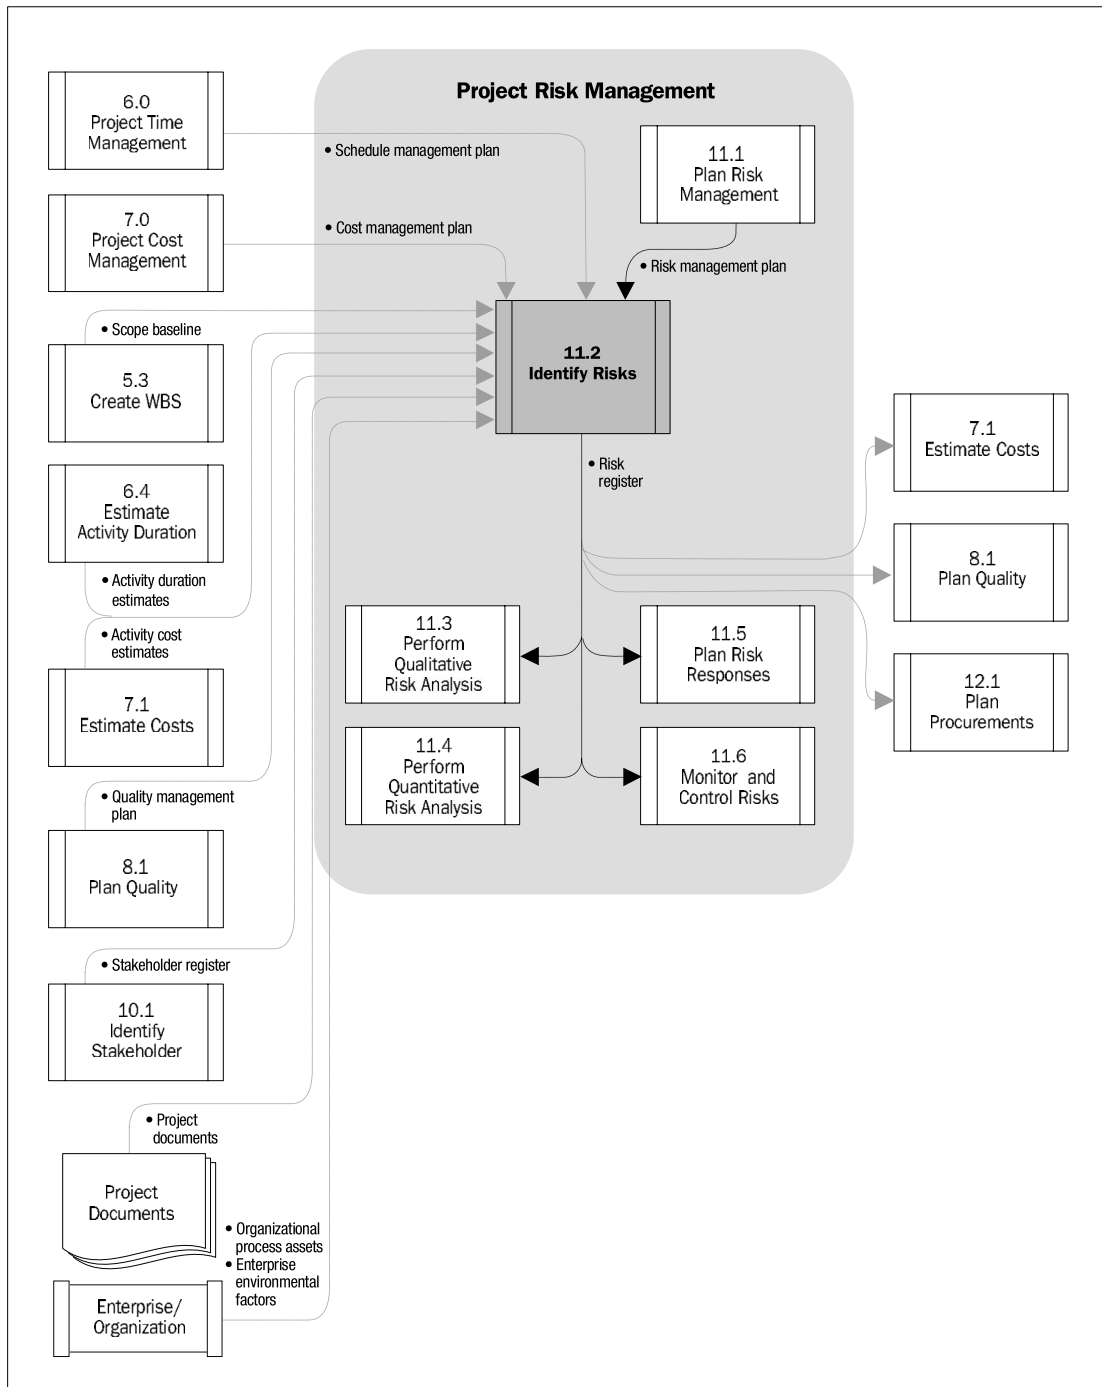 Project Risk Management
6.0
Project Time
Management
• Schedule management plan
11.1
Plan Risk
Management
7.0
Project Cost
Management
• Cost management plan
• Risk management plan
• Scope baseline
5.3
Create WBS
11.2
Identify Risks
7.1
Estimate Costs
• Risk
register
6.4
Estimate
Activity Duration
• Activity duration
estimates
8.1
Plan Quality
• Activity cost
estimates
11.3
Perform
Qualitative
Risk Analysis
11.5
Plan Risk
Responses
7.1
Estimate Costs
12.1
Plan
Procurements
11.4
Perform
Quantitative
Risk Analysis
11.6
Monitor and
Control Risks
• Quality management
plan
8.1
Plan Quality
• Stakeholder register
10.1
Identify
Stakeholder
• Project
documents
Project
Documents
• Organizational
process assets
• Enterprise
environmental
factors
Enterprise/
Organization